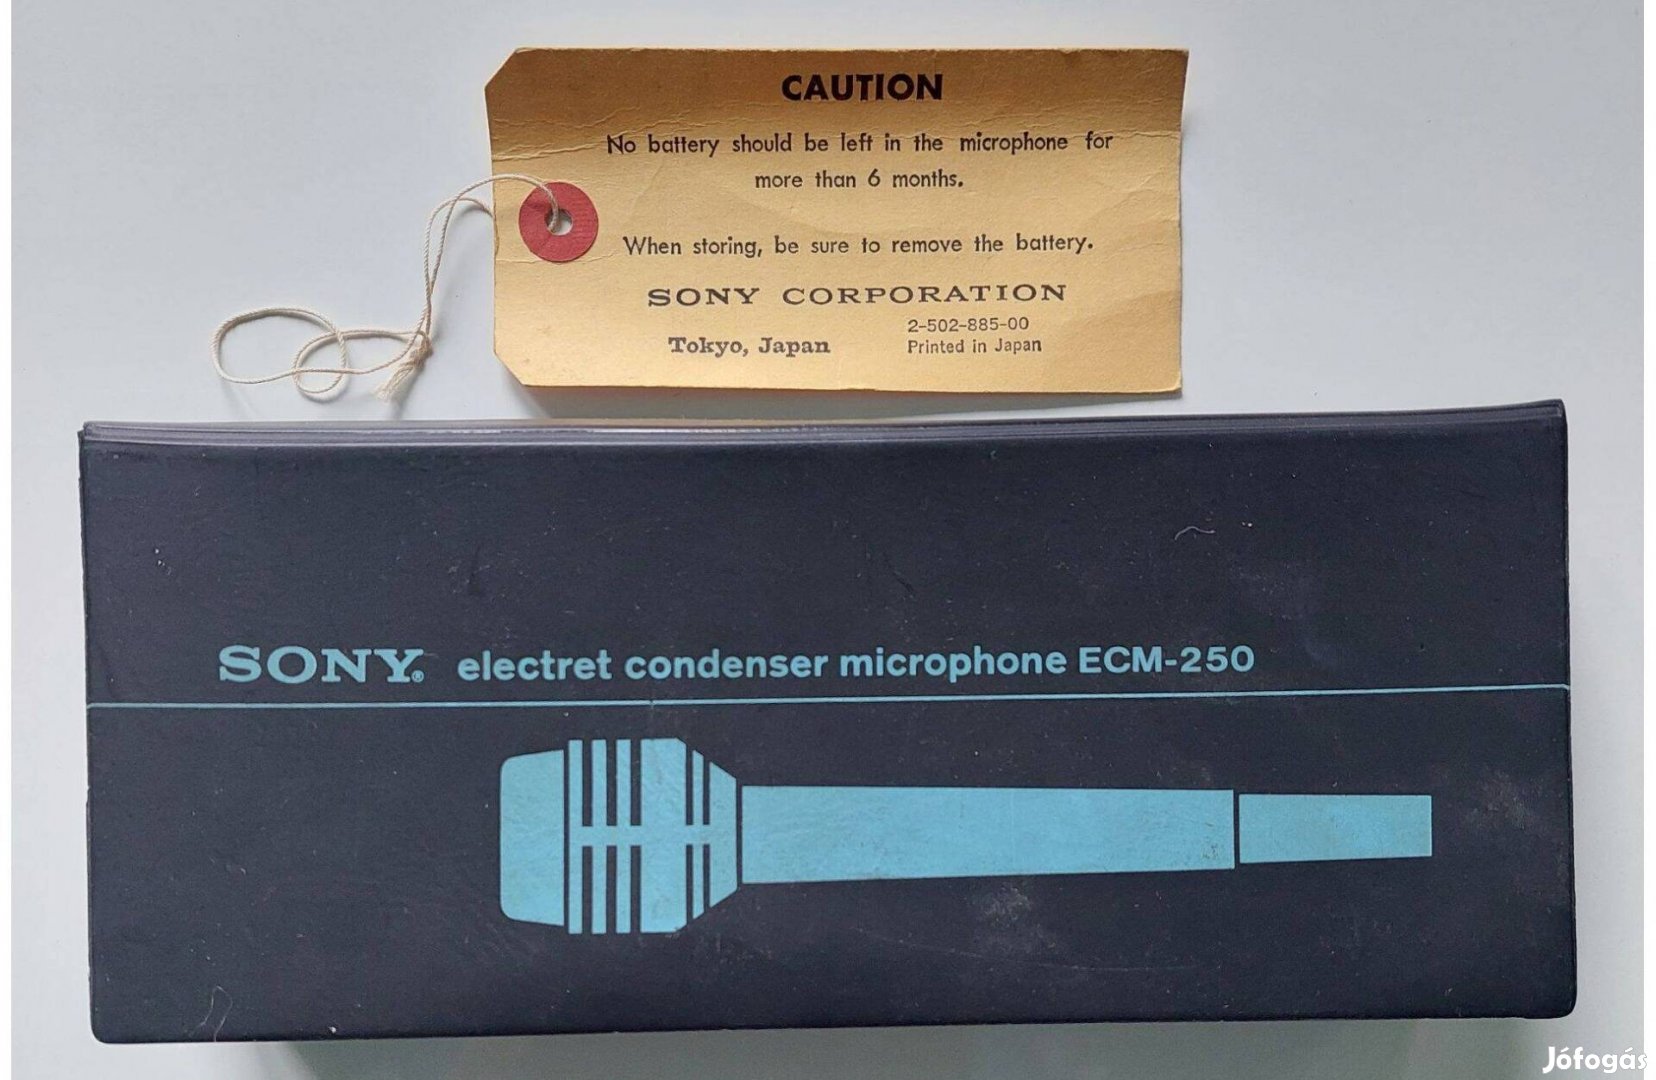 CAUTION
No battery should be left in the microphone for
more than 6 months.
When storing, be sure to remove the battery.
SONY CORPORATION
Tokyo, Japan
2-502-885-00
Printed in Japan
SONY® electret condenser microphone ECM-250
Jófogás